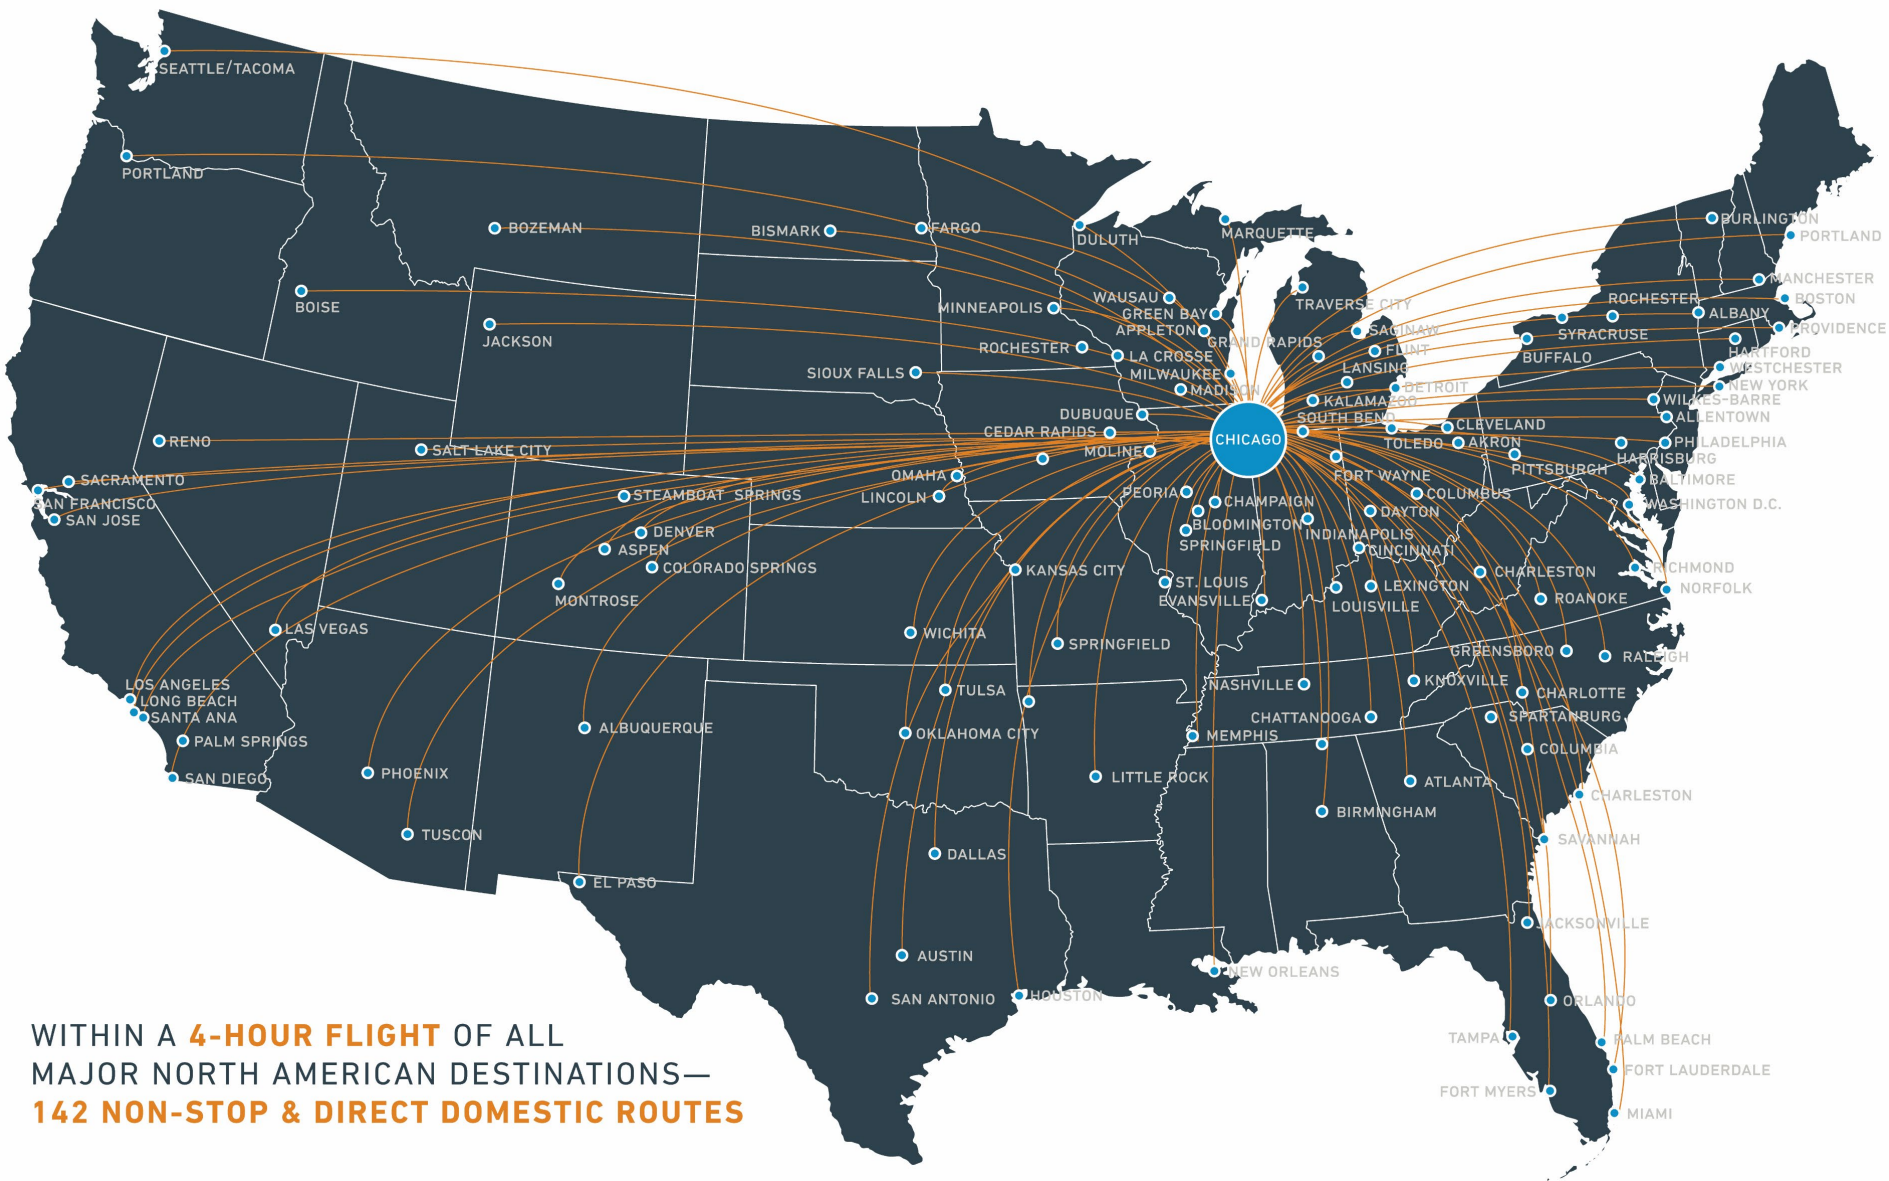 SEATTLE/TACOMA
PORTLAND
BOZEMAN
BISMARK
FARGO
DULUTH
MARQUETTE
BURLINGTON
PORTLAND
BOISE
JACKSON
MINNEAPOLIS
WAUSAU
GREEN BAY
APPLETON
TRAVERSE CITY
SAGINAW
GRAND RAPIDS
FLINT
MANCHESTER
BOSTON
ROCHESTER
ALBANY
SYRACRUSE
PROVIDENCE
BUFFALO
HARTFORD
WESTCHESTER
NEW YORK
ROCHESTER
LA CROSSE
SIOUX FALLS
MILWAUKEE
MADISON
LANSING
DETROIT
KALAMAZOO
WILKES-BARRE
ALLENTOWN
DUBUQUE
SOUTH BEND
CLEVELAND
RENO
SALT LAKE CITY
CEDAR RAPIDS
CHICAGO
TOLEDO
AKRON
PHILADELPHIA
MOLINE
HARRISBURG
PITTSBURGH
SACRAMENTO
OMAHA
FORT WAYNE
BALTIMORE
SAN FRANCISCO
STEAMBOAT SPRINGS
LINCOLN
PEORIA
CHAMPAIGN
COLUMBUS
WASHINGTON D.C.
SAN JOSE
DENVER
DAYTON
BLOOMINGTON
INDIANAPOLIS
ASPEN
SPRINGFIELD
CINCINNATI
COLORADO SPRINGS
KANSAS CITY
CHARLESTON
RICHMOND
MONTROSE
ST. LOUIS
EVANSVILLE
LEXINGTON
LOUISVILLE
ROANOKE
NORFOLK
LAS VEGAS
WICHITA
SPRINGFIELD
GREENSBORO
RALEIGH
LOS ANGELES
LONG BEACH
SANTA ANA
TULSA
NASHVILLE
KNOXVILLE
CHARLOTTE
CHATTANOOGA
SPARTANBURG
PALM SPRINGS
ALBUQUERQUE
OKLAHOMA CITY
MEMPHIS
COLUMBIA
SAN DIEGO
PHOENIX
LITTLE ROCK
ATLANTA
CHARLESTON
BIRMINGHAM
TUSCON
SAVANNAH
DALLAS
EL PASO
JACKSONVILLE
AUSTIN
NEW ORLEANS
SAN ANTONIO
HOUSTON
ORLANDO
TAMPA
PALM BEACH
FORT LAUDERDALE
FORT MYERS
MIAMI
WITHIN A 4-HOUR FLIGHT OF ALL
MAJOR NORTH AMERICAN DESTINATIONS—
142 NON-STOP & DIRECT DOMESTIC ROUTES